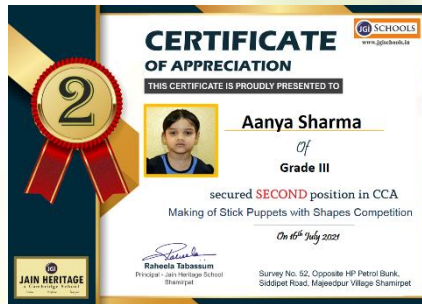 JGI SCHOOLS
www.jgischools.in
CERTIFICATE
OF APPRECIATION
THIS CERTIFICATE IS PROUDLY PRESENTED TO
2
Aanya Sharma
Of
Grade III
secured SECOND position in CCA
Making of Stick Puppets with Shapes Competition
On 16th July 2021
Raheela Tabassum
Principal - Jain Heritage School
Shamirpet
Survey No. 52, Opposite HP Petrol Bunk,
Siddipet Road, Majeedpur Village Shamirpet
JGI
JAIN HERITAGE
a Cambridge School